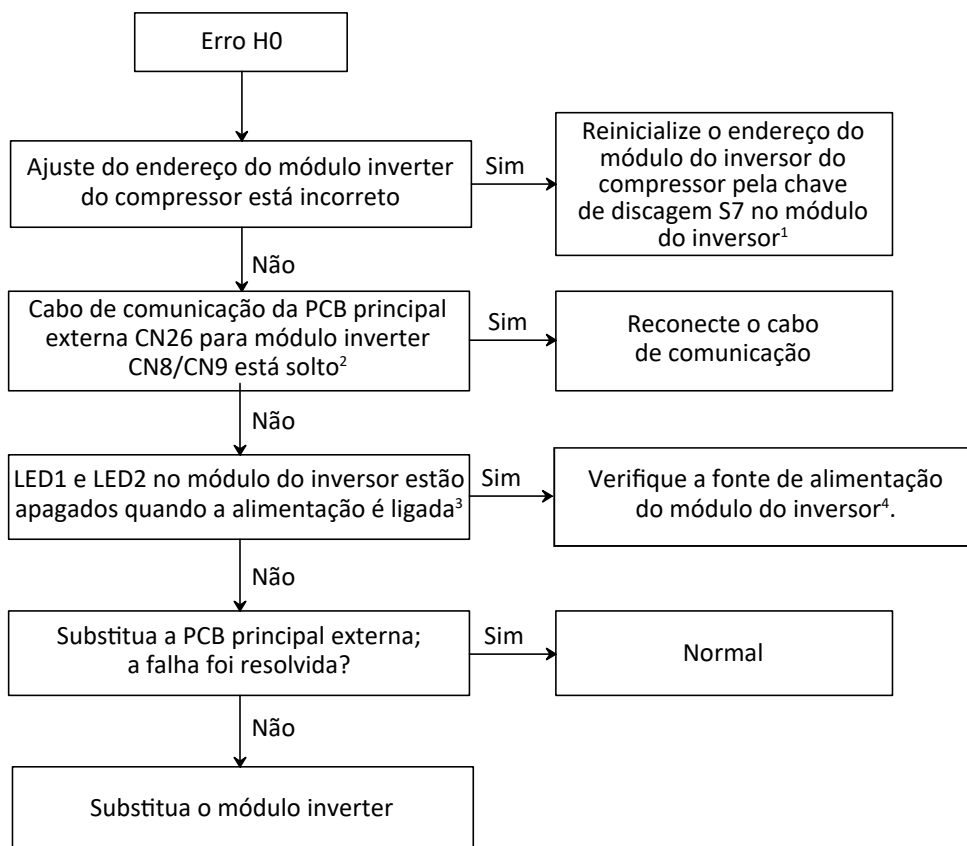 Erro H0
Ajuste do endereço do módulo inverter
do compressor está incorreto
Sim
Reinicialize o endereço do
módulo do inversor do
compressor pela chave
de discagem S7 no módulo
do inversor¹
Não
Cabo de comunicação da PCB principal
externa CN26 para módulo inverter
CN8/CN9 está solto²
Sim
Reconecte o cabo
de comunicação
Não
LED1 e LED2 no módulo do inversor estão
apagados quando a alimentação é ligada³
Sim
Verifique a fonte de alimentação
do módulo do inversor⁴.
Não
Substitua a PCB principal externa;
a falha foi resolvida?
Sim
Normal
Não
Substitua o módulo inverter